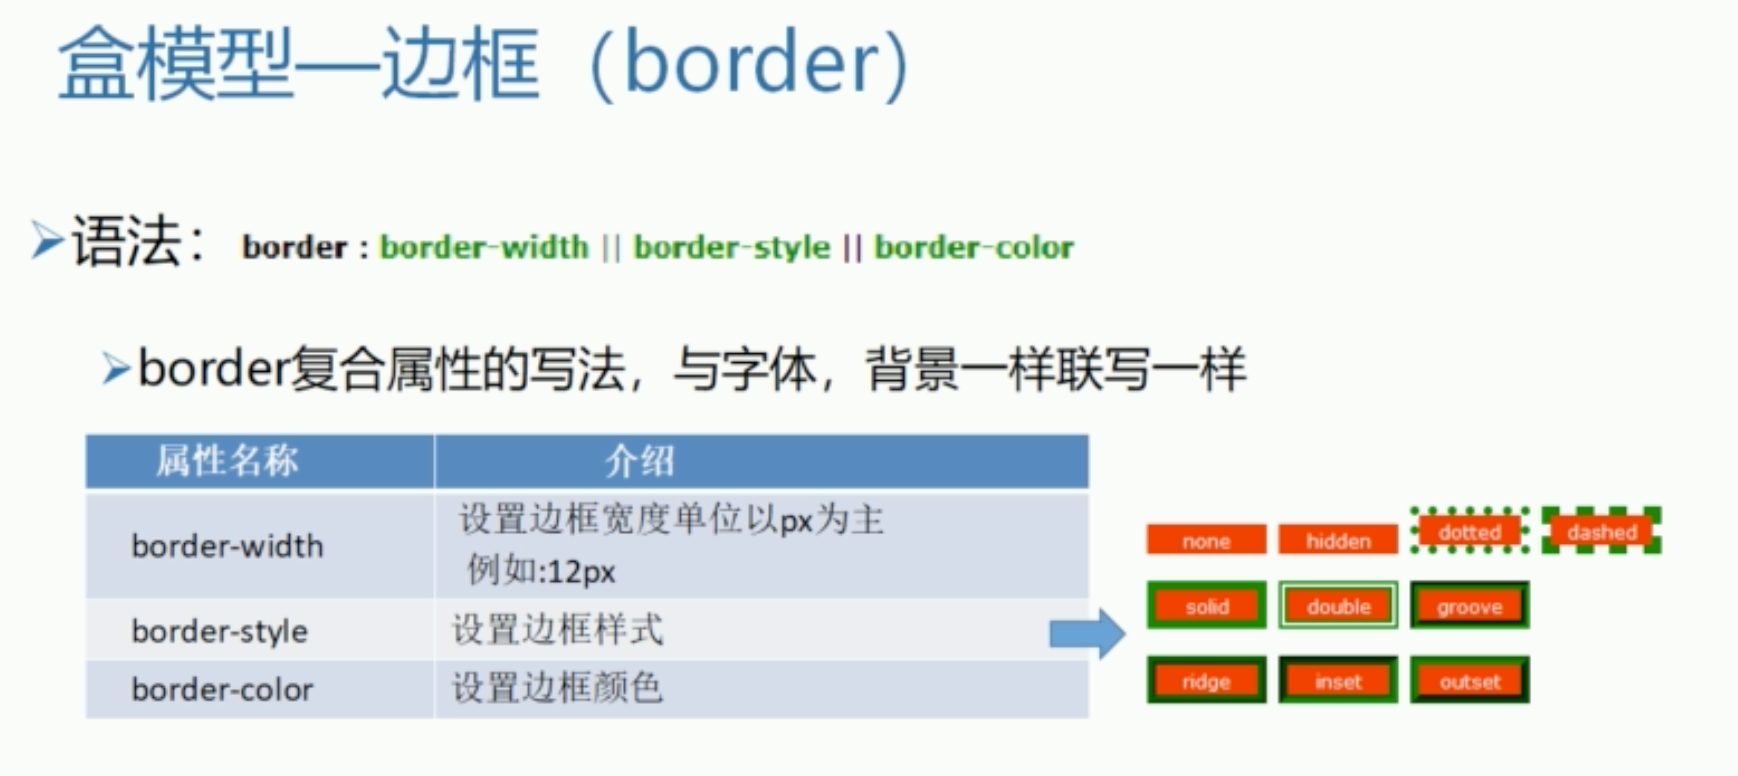 盒模型—边框（border）
语法：border : border-width || border-style || border-color
border复合属性的写法，与字体，背景一样联写一样
属性名称 介绍
border-width 设置边框宽度单位以px为主
例如:12px
border-style 设置边框样式
border-color 设置边框颜色
none hidden dotted dashed
solid double groove
ridge inset outset